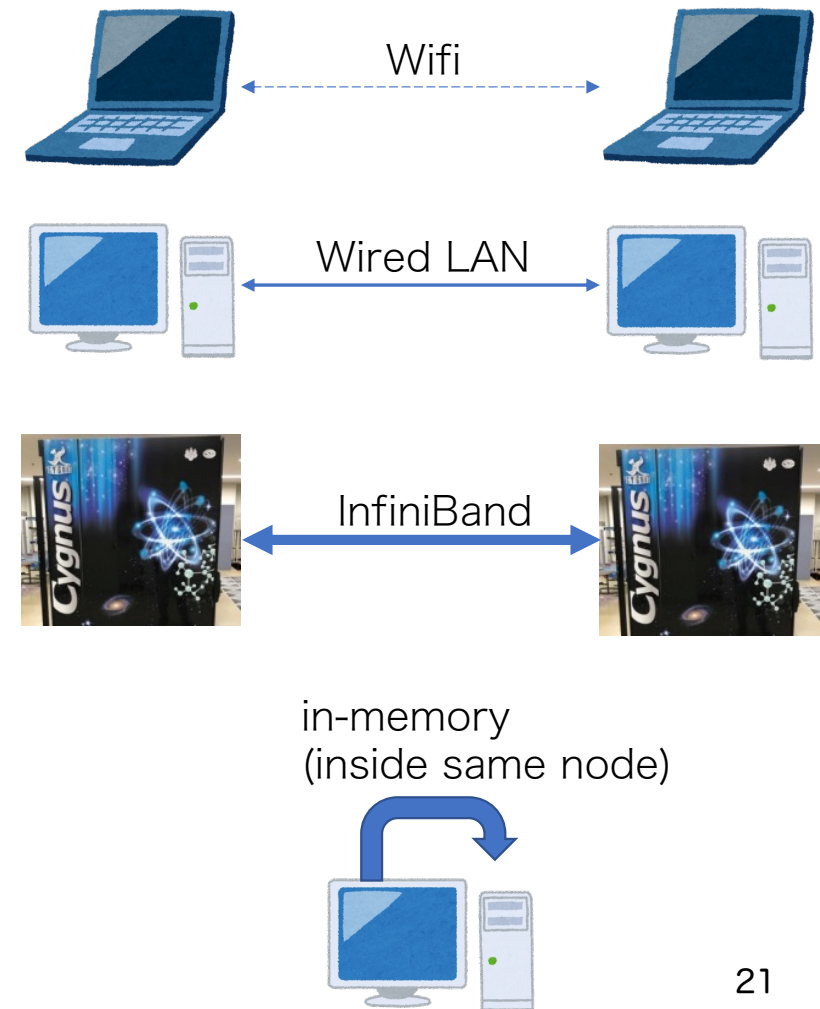 Wifi
Wired LAN
InfiniBand
Cygnus
Cygnus
in-memory
(inside same node)
21